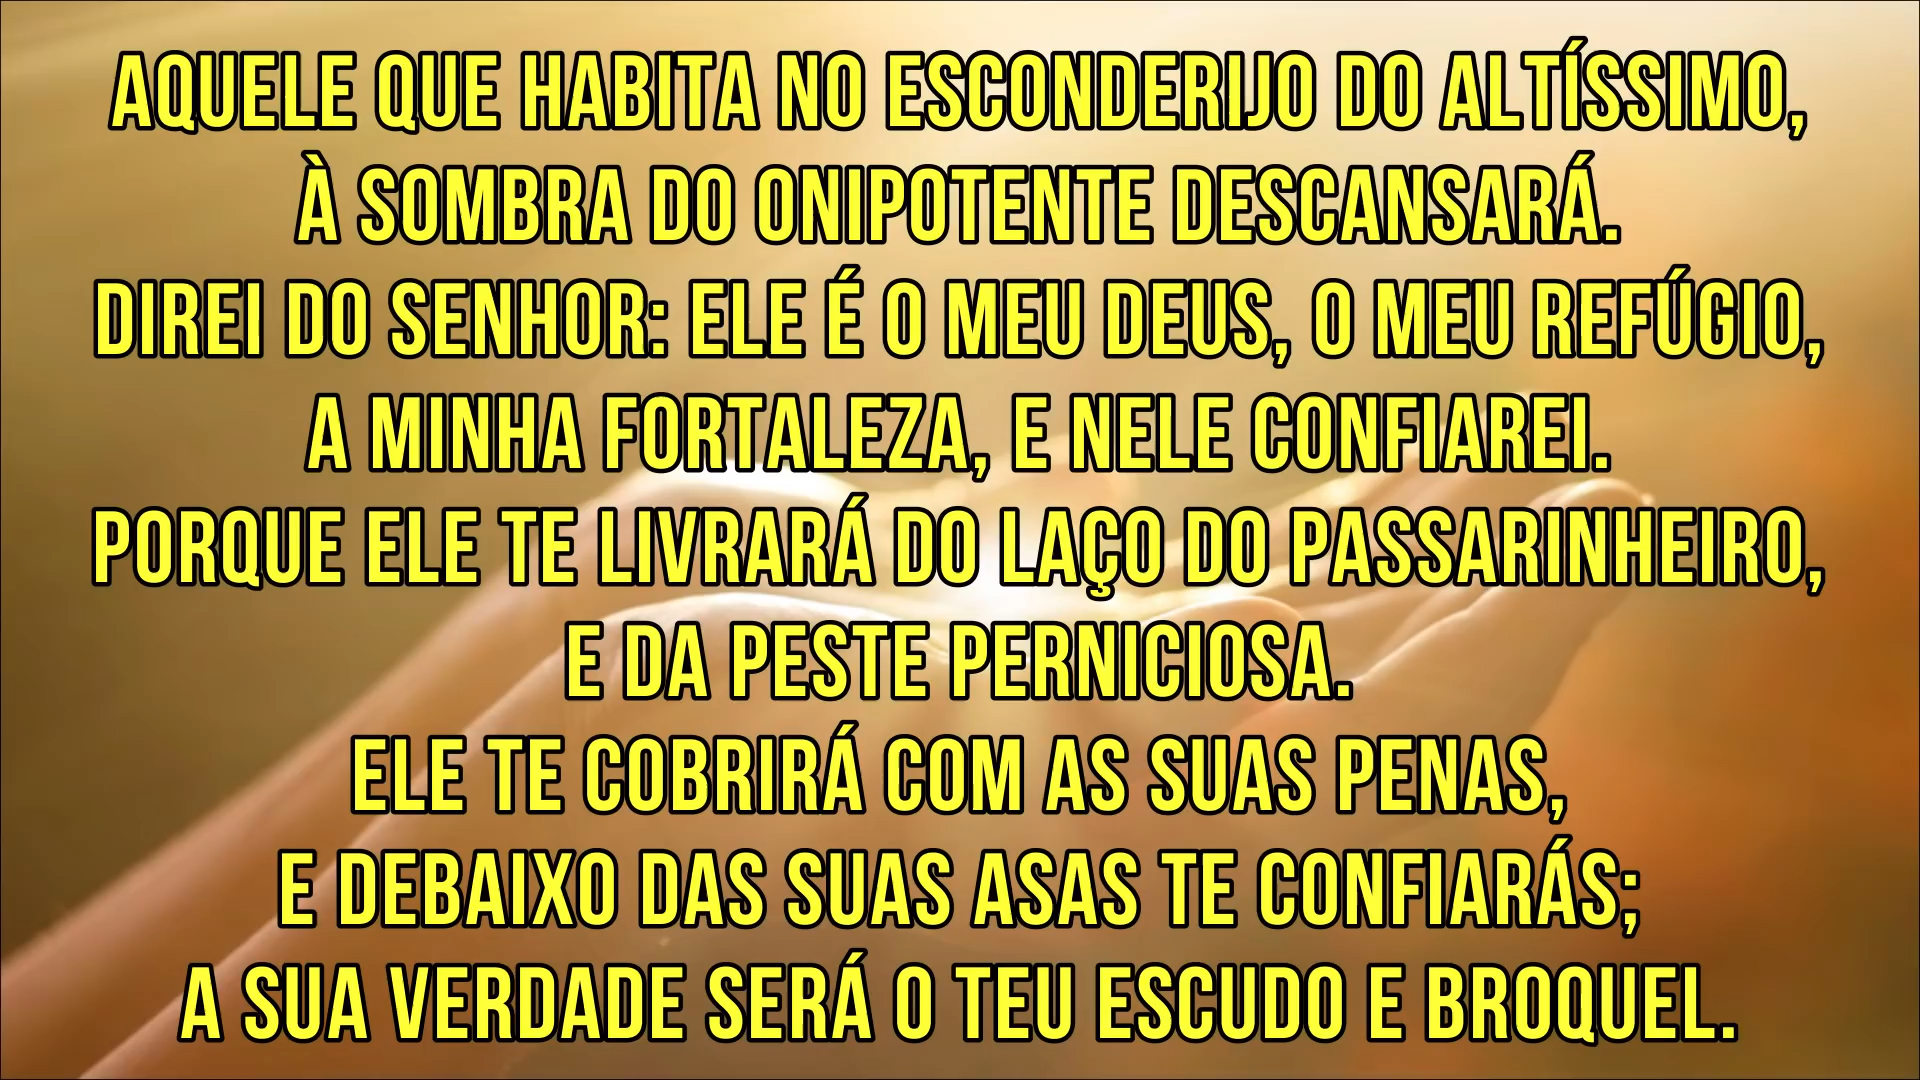 AQUELE QUE HABITA NO ESCONDERIJO DO ALTÍSSIMO,
À SOMBRA DO ONIPOTENTE DESCANSARÁ.
DIREI DO SENHOR: ELE É O MEU DEUS, O MEU REFÚGIO,
A MINHA FORTALEZA, E NELE CONFIAREI.
PORQUE ELE TE LIVRARÁ DO LAÇO DO PASSARINHEIRO,
E DA PESTE PERNICIOSA.
ELE TE COBRIRÁ COM AS SUAS PENAS,
E DEBAIXO DAS SUAS ASAS TE CONFIARÁS;
A SUA VERDADE SERÁ O TEU ESCUDO E BROQUEL.